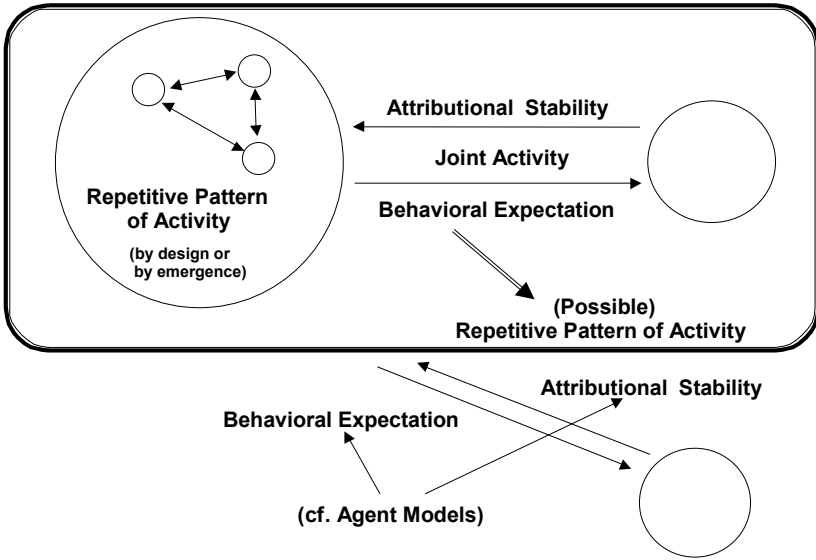 Attributional Stability
Joint Activity
Behavioral Expectation
Repetitive Pattern
of Activity
(by design or
by emergence)
(Possible)
Repetitive Pattern of Activity
Attributional Stability
Behavioral Expectation
(cf. Agent Models)